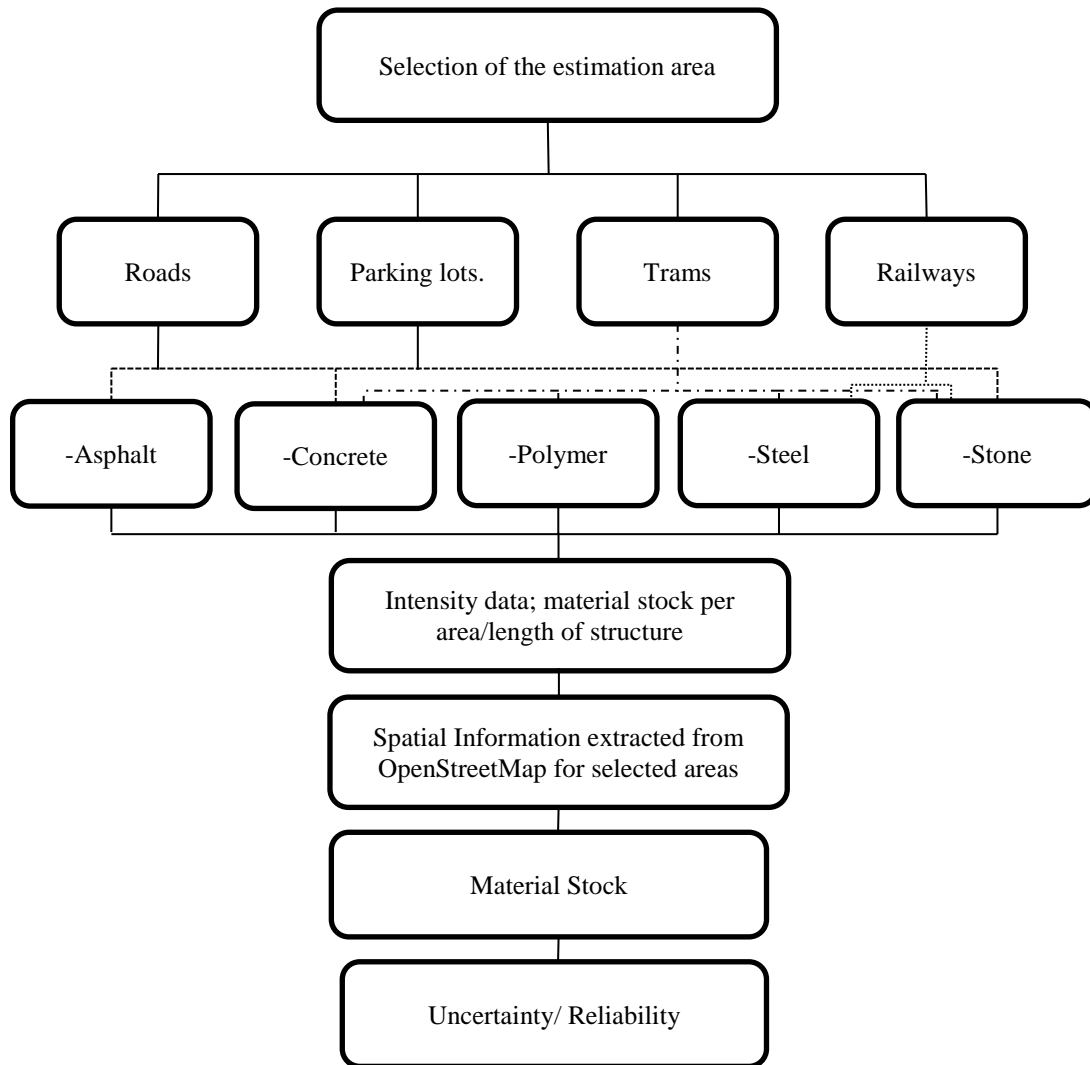 Selection of the estimation area
Roads
Parking lots.
Trams
Railways
-Asphalt
-Concrete
-Polymer
-Steel
-Stone
Intensity data; material stock per
area/length of structure
Spatial Information extracted from
OpenStreetMap for selected areas
Material Stock
Uncertainty/ Reliability